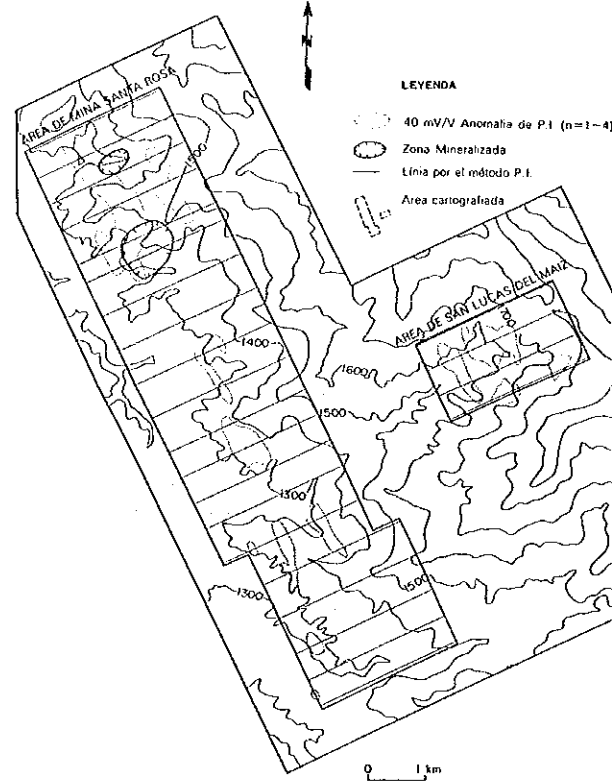 N
LEYENDA
40 mV/V Anomalía de P.I. (n=1-4)
Zona Mineralizada
Línia por el método P.I.
Area cartografiada
AREA DE MINA SANTA ROSA
1500
AREA DE SAN LUCAS DEL MAIZ
1400
1600
1500
1300
1300
1500
0 1 km